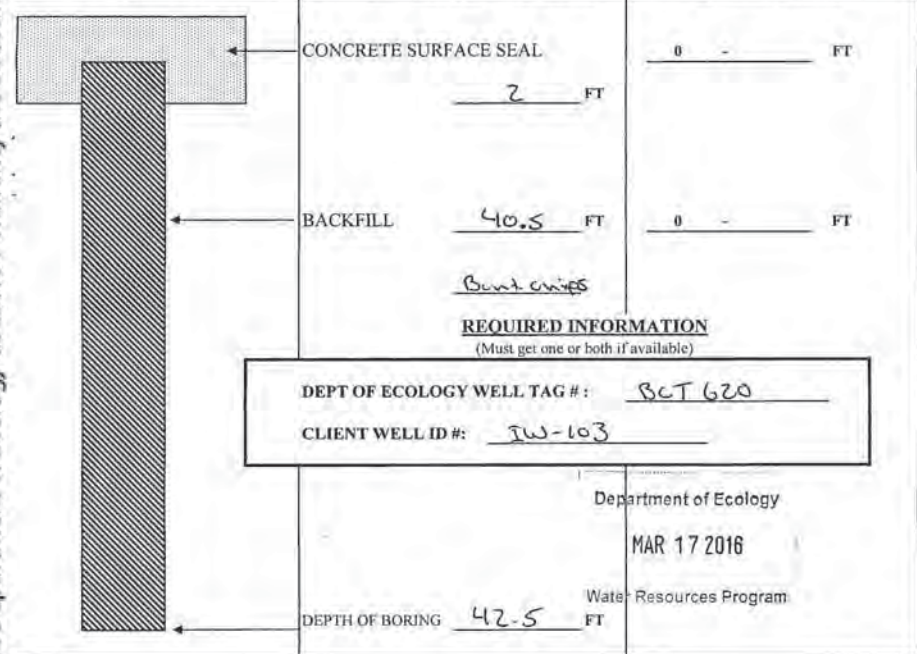 CONCRETE SURFACE SEAL 0 - FT
2 FT
BACKFILL 40.5 FT 0 - FT
Bent chips
REQUIRED INFORMATION
(Must get one or both if available)
DEPT OF ECOLOGY WELL TAG #: BCT 620
CLIENT WELL ID #: IW-103
Department of Ecology
MAR 17 2016
Water Resources Program
DEPTH OF BORING 42.5 FT